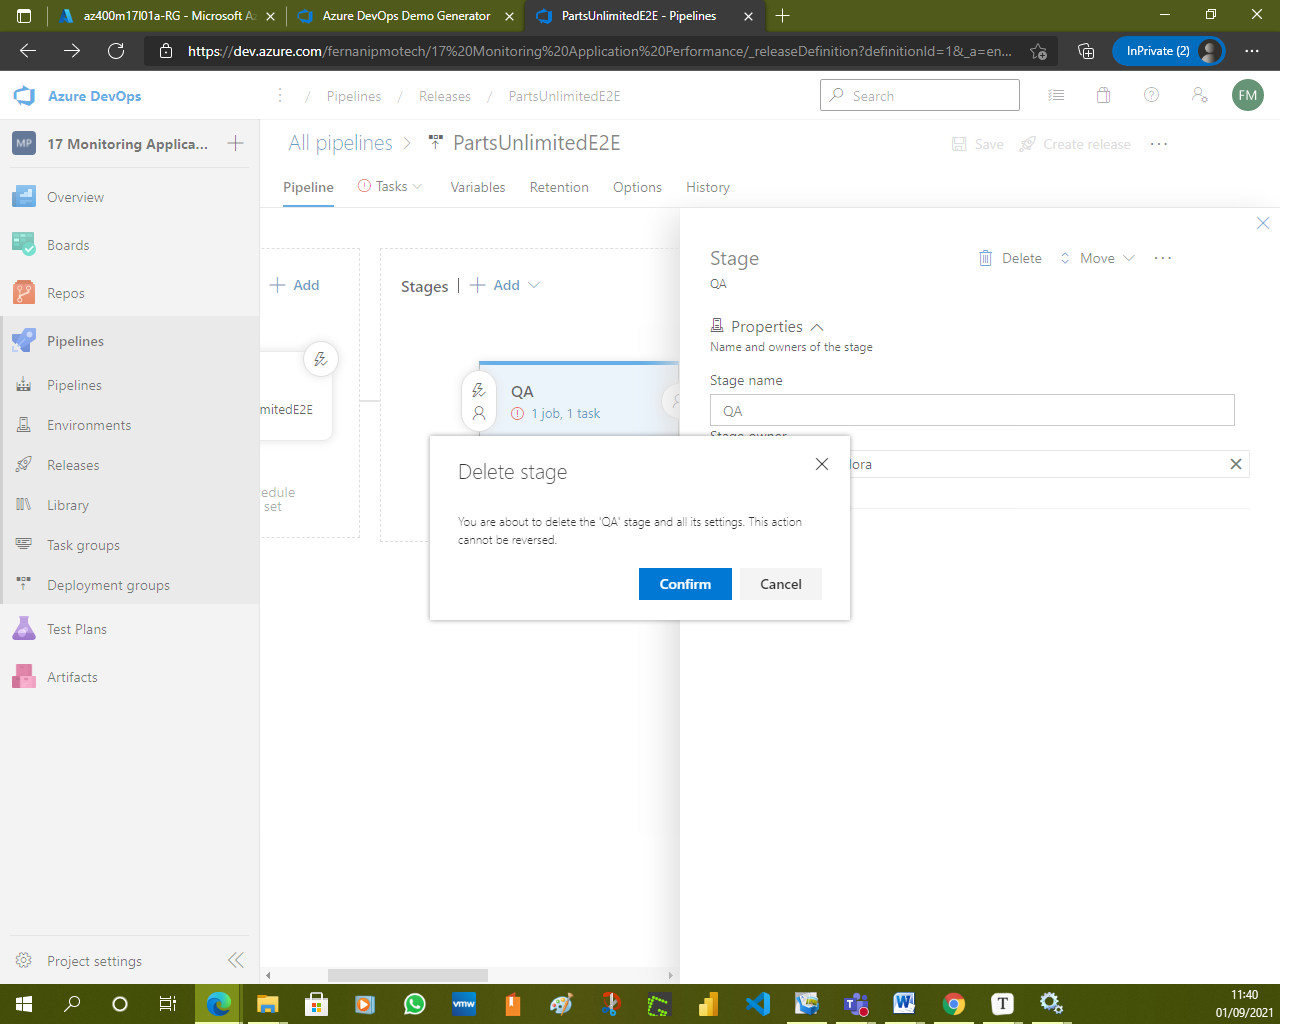 az400m17l01a-RG - Microsoft Az
Azure DevOps Demo Generator
PartsUnlimitedE2E - Pipelines
https://dev.azure.com/fernanipmotech/17%20Monitoring%20Application%20Performance/_releaseDefinition?definitionId=1&_a=en...
InPrivate (2)
Azure DevOps
/ Pipelines / Releases / PartsUnlimitedE2E
Search
FM
MP 17 Monitoring Applica...
All pipelines > PartsUnlimitedE2E
Save
Create release
Pipeline
Tasks
Variables
Retention
Options
History
Overview
Boards
Repos
Pipelines
Pipelines
Environments
Releases
Library
Task groups
Deployment groups
Test Plans
Artifacts
Project settings
Add
Stages | Add
mitedE2E
edule
set
QA
1 job, 1 task
Stage
QA
Delete
Move
Properties
Name and owners of the stage
Stage name
QA
Stage owner
lora
Delete stage
You are about to delete the 'QA' stage and all its settings. This action
cannot be reversed.
Confirm
Cancel
vmw
T
11:40
01/09/2021